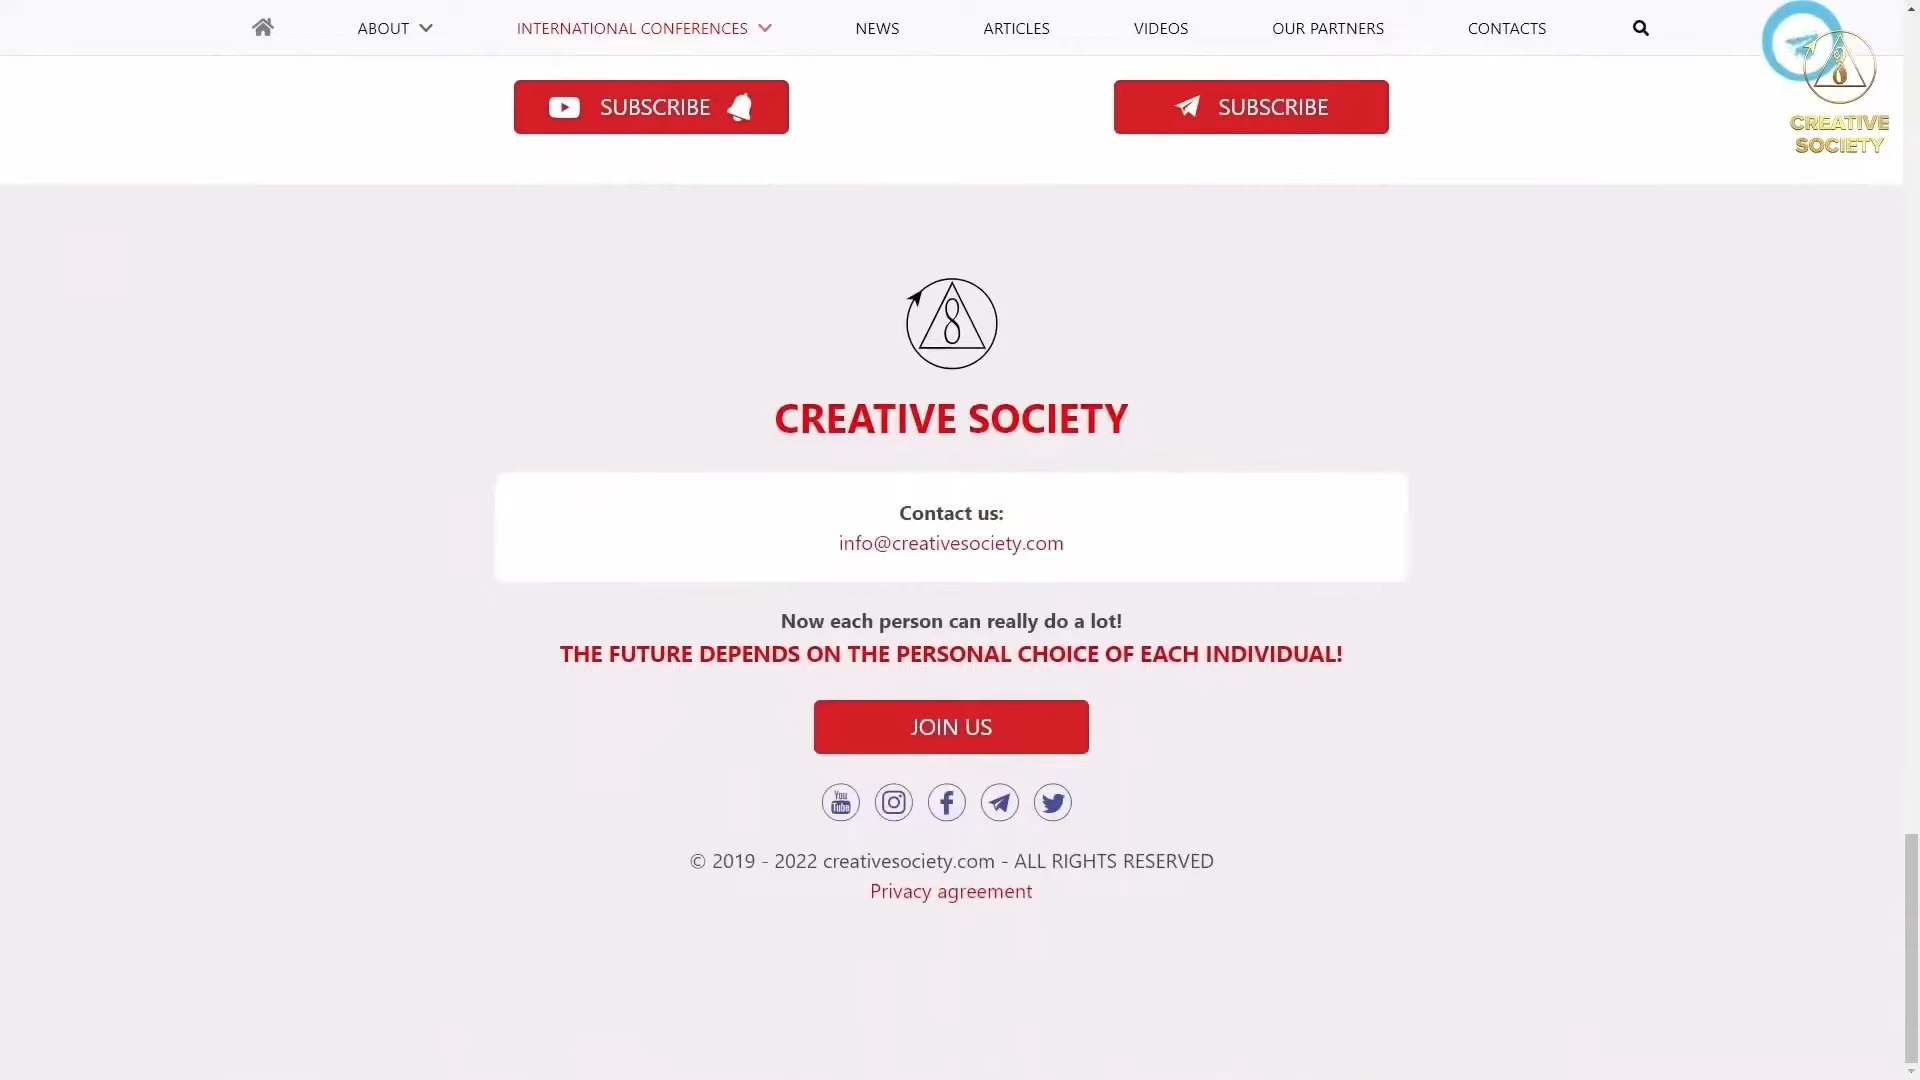 ABOUT
INTERNATIONAL CONFERENCES
NEWS
ARTICLES
VIDEOS
OUR PARTNERS
CONTACTS
SUBSCRIBE
SUBSCRIBE
CREATIVE
SOCIETY
CREATIVE SOCIETY
Contact us:
info@creativesociety.com
Now each person can really do a lot!
THE FUTURE DEPENDS ON THE PERSONAL CHOICE OF EACH INDIVIDUAL!
JOIN US
You
Tube
© 2019 - 2022 creativesociety.com - ALL RIGHTS RESERVED
Privacy agreement